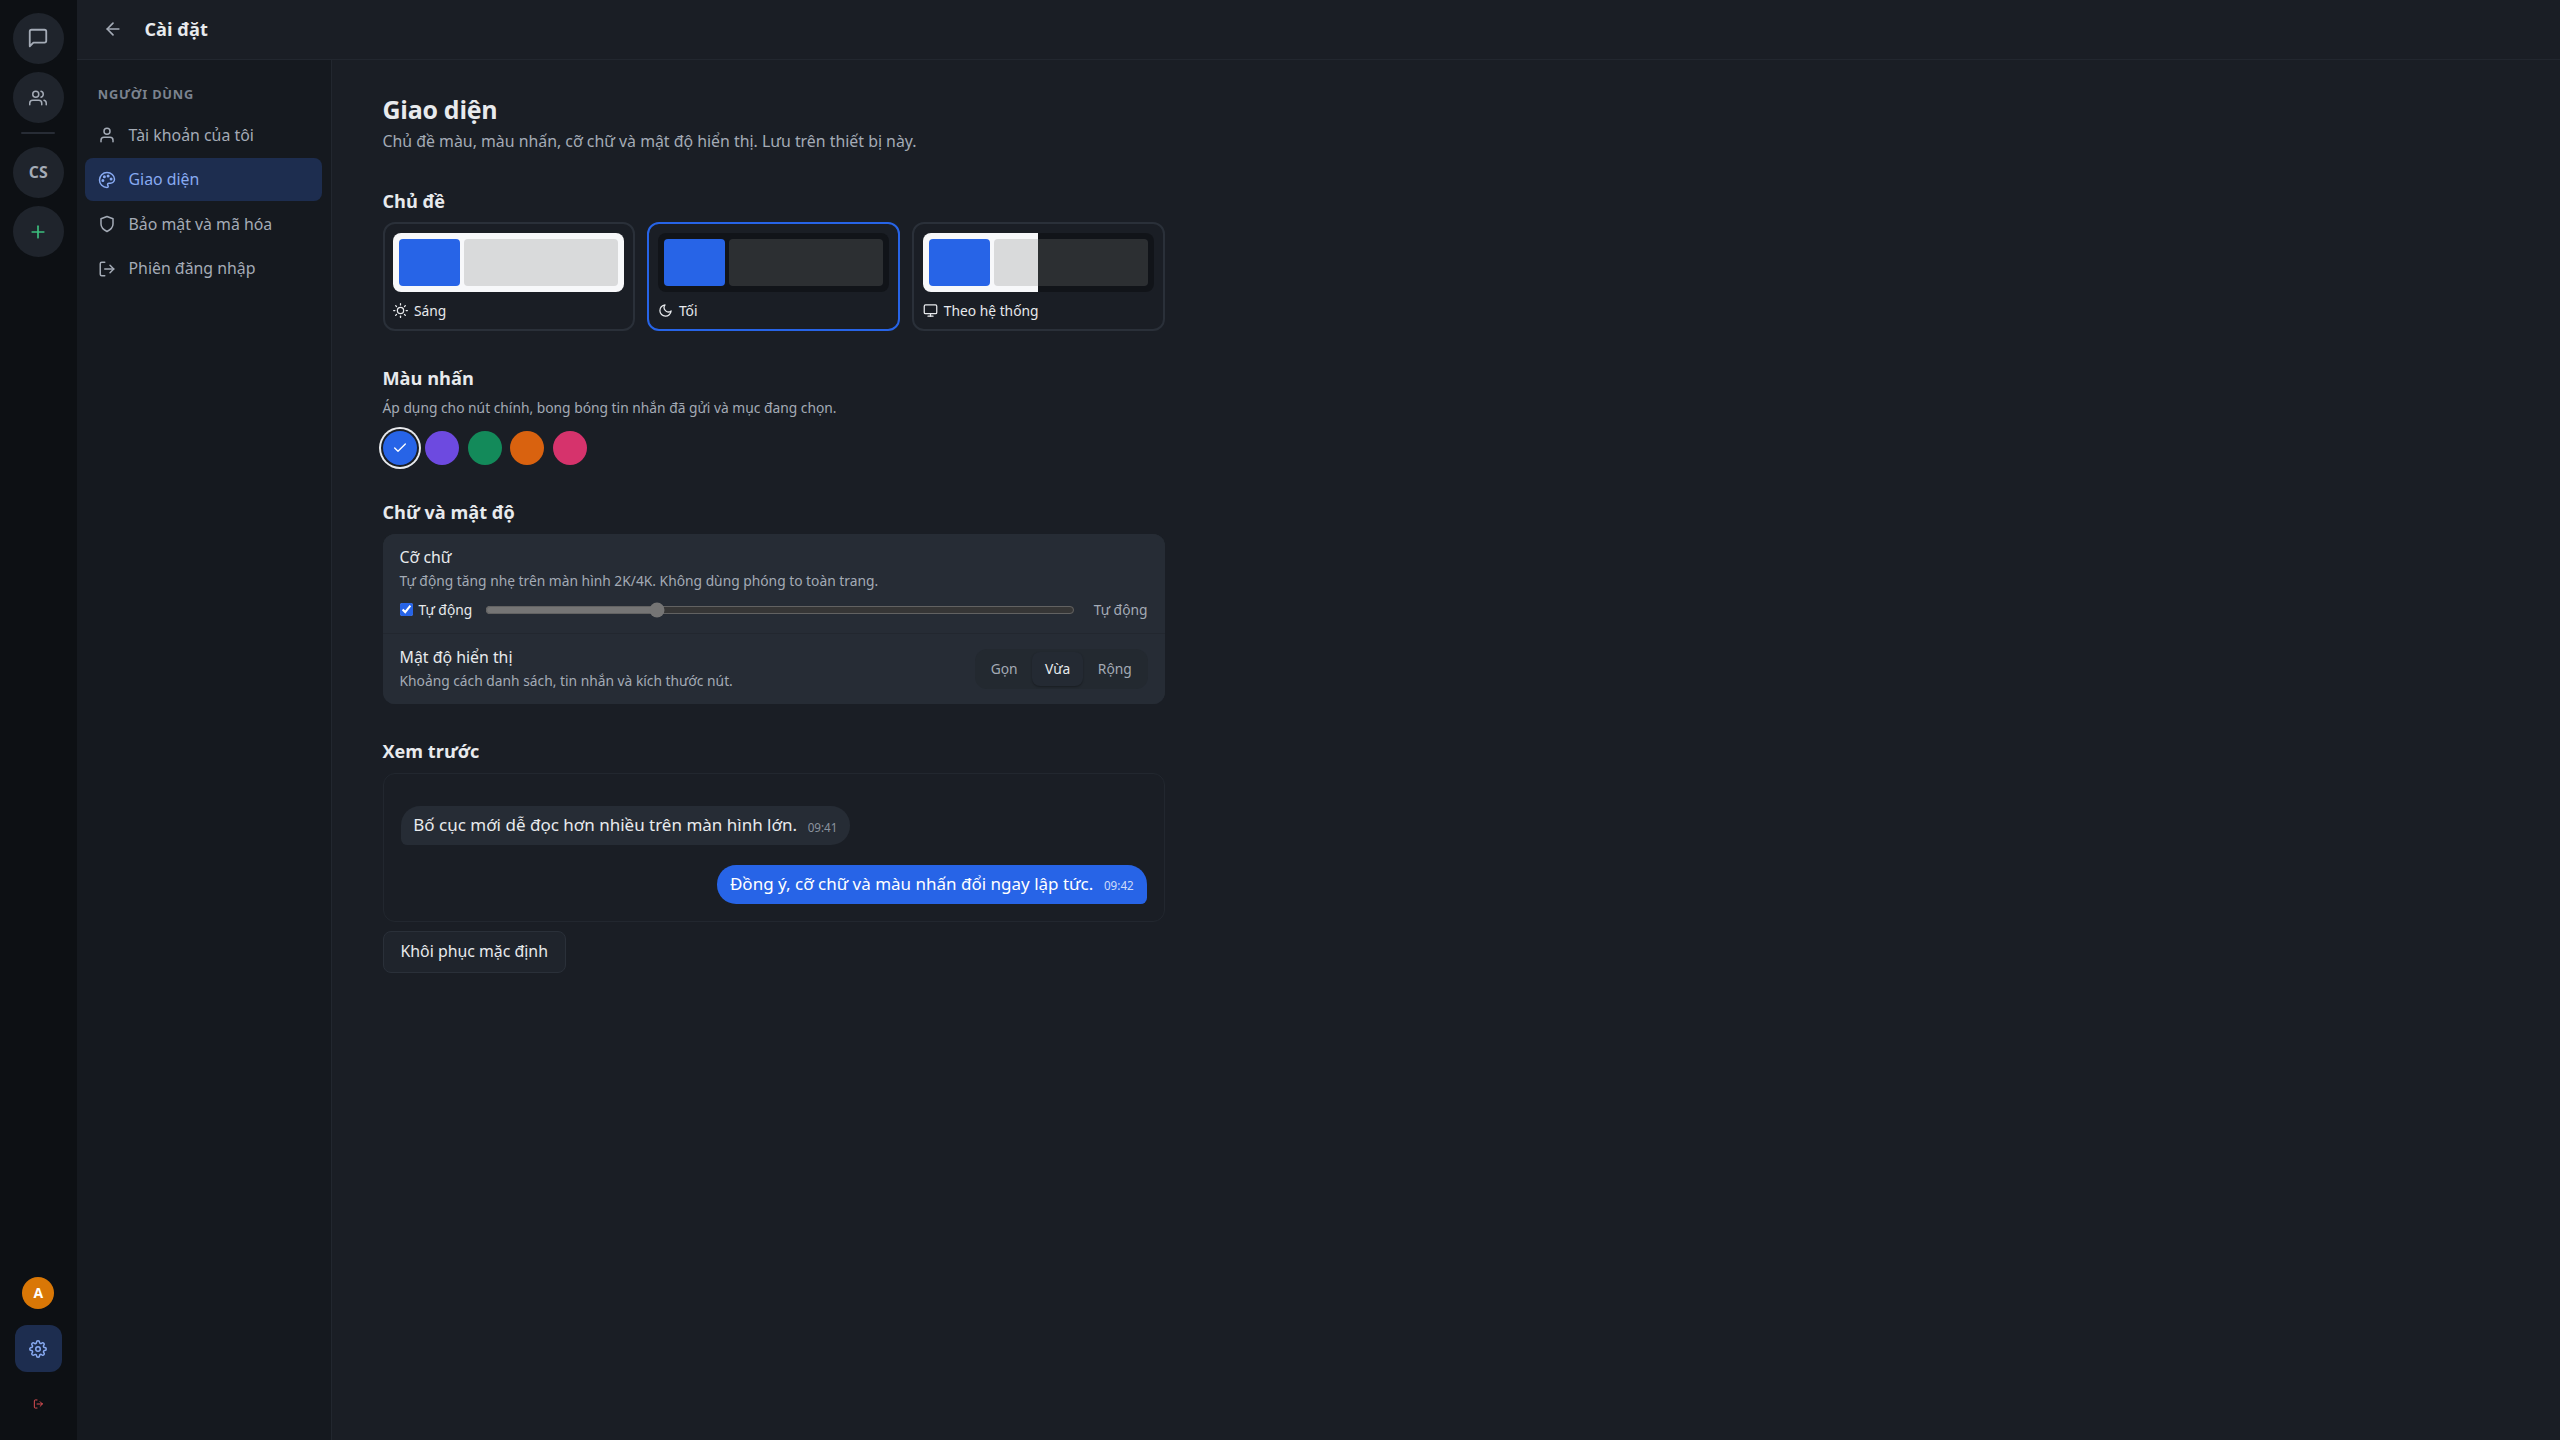 Cài đặt
CS
NGƯỜI DÙNG
Tài khoản của tôi
Giao diện
Bảo mật và mã hóa
Phiên đăng nhập
A
Giao diện
Chủ đề màu, màu nhấn, cỡ chữ và mật độ hiển thị. Lưu trên thiết bị này.
Chủ đề
Sáng
Tối
Theo hệ thống
Màu nhấn
Áp dụng cho nút chính, bong bóng tin nhắn đã gửi và mục đang chọn.
Chữ và mật độ
Cỡ chữ
Tự động tăng nhẹ trên màn hình 2K/4K. Không dùng phóng to toàn trang.
Tự động
Tự động
Mật độ hiển thị
Khoảng cách danh sách, tin nhắn và kích thước nút.
Gọn
Vừa
Rộng
Xem trước
Bố cục mới dễ đọc hơn nhiều trên màn hình lớn. 09:41
Đồng ý, cỡ chữ và màu nhấn đổi ngay lập tức. 09:42
Khôi phục mặc định